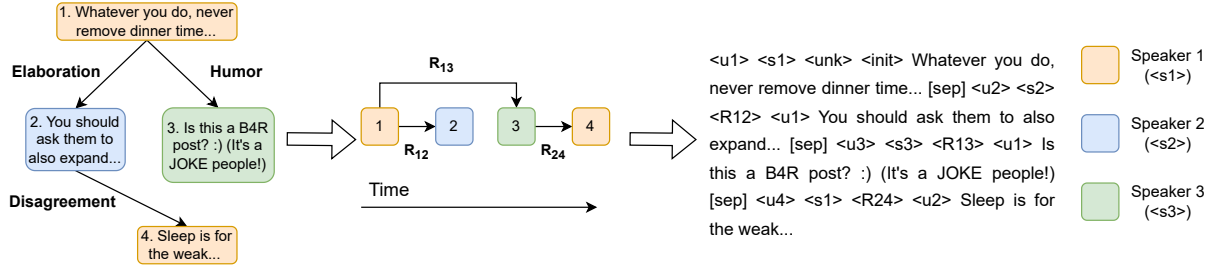 1. Whatever you do, never
remove dinner time...
Elaboration
Humor
2. You should
ask them to
also expand...
3. Is this a B4R
post? :) (It's a
JOKE people!)
Disagreement
4. Sleep is for
the weak...
R13
1
2
3
4
R12
R24
Time
<u1> <s1> <unk> <init> Whatever you do,
never remove dinner time... [sep] <u2> <s2>
<R12> <u1> You should ask them to also
expand... [sep] <u3> <s3> <R13> <u1> Is
this a B4R post? :) (It's a JOKE people!)
[sep] <u4> <s1> <R24> <u2> Sleep is for
the weak...
Speaker 1
(<s1>)
Speaker 2
(<s2>)
Speaker 3
(<s3>)